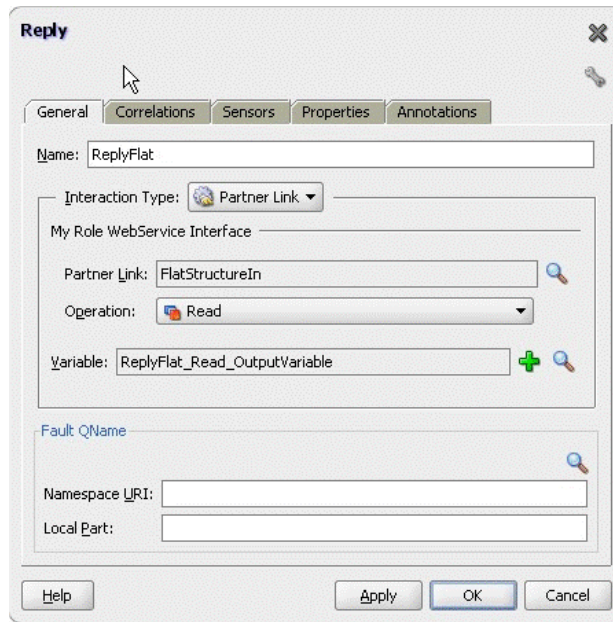 Reply
General Correlations Sensors Properties Annotations
Name: ReplyFlat
Interaction Type: Partner Link
My Role WebService Interface
Partner Link: FlatStructureIn
Operation: Read
Variable: ReplyFlat_Read_OutputVariable
Fault QName
Namespace URI:
Local Part:
Help Apply OK Cancel